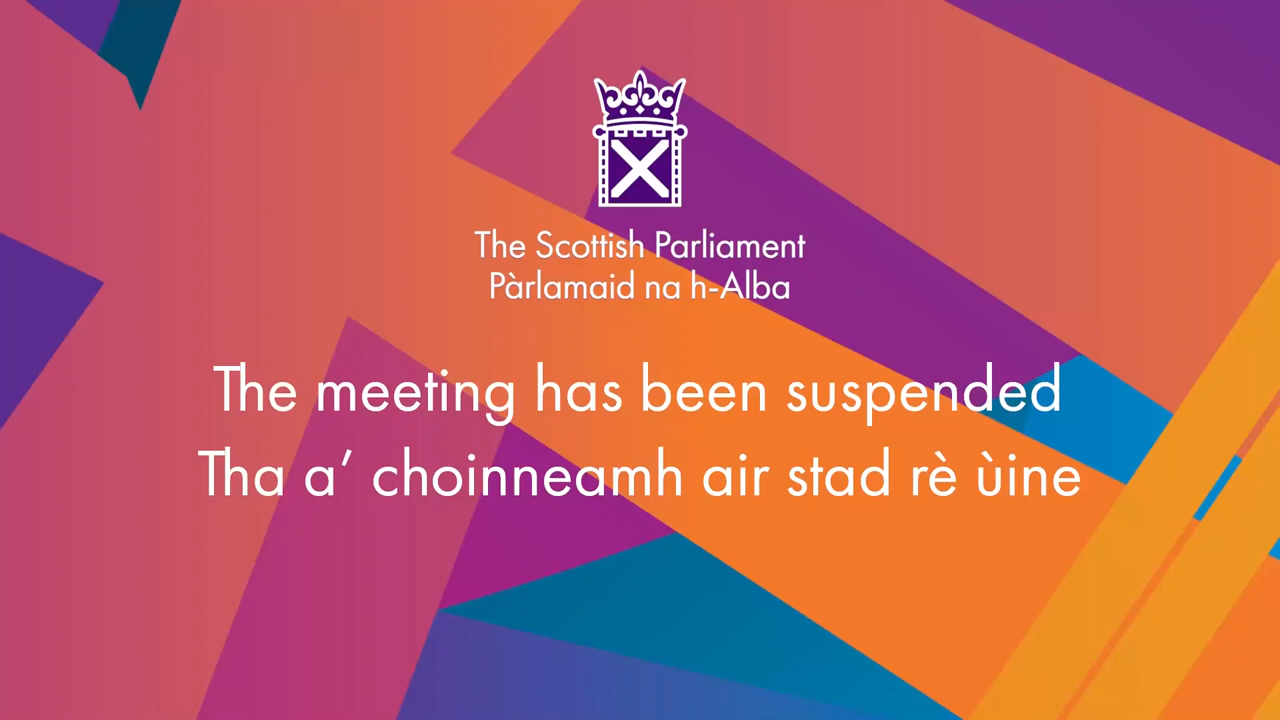 The Scottish Parliament
Pàrlamaid na h-Alba
The meeting has been suspended
Tha a’ choinneamh air stad rè ùine